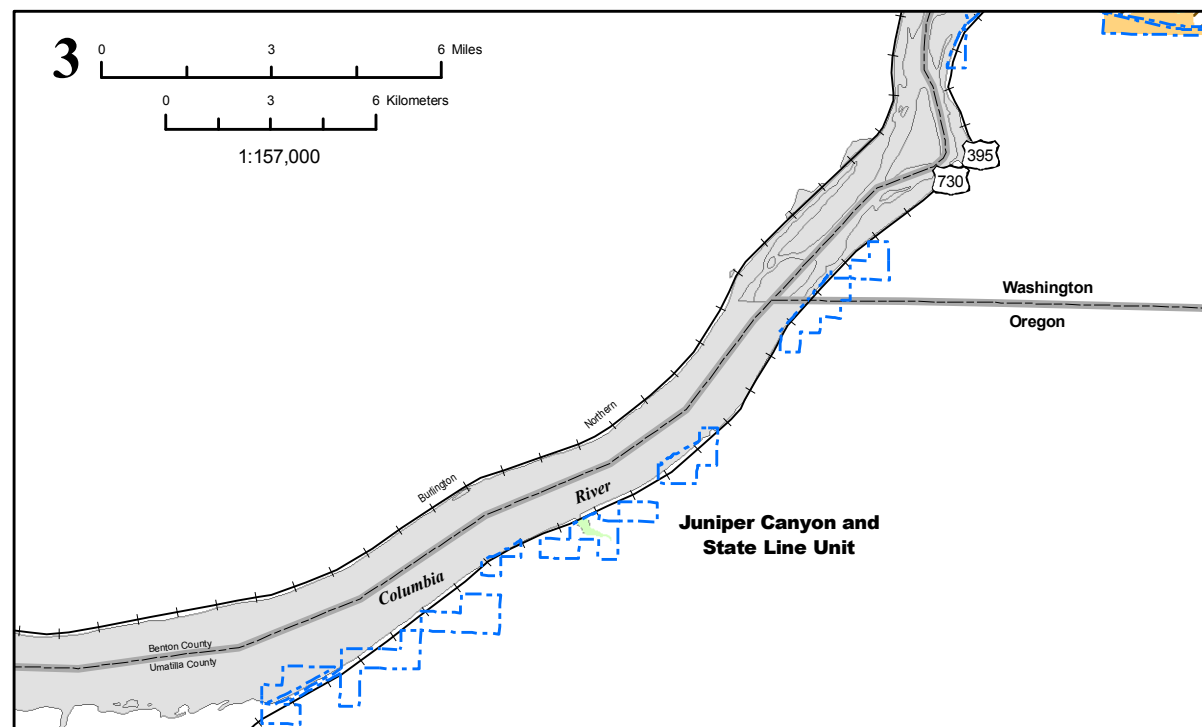 3
0 3 6 Miles
0 3 6 Kilometers
1:157,000
395
730
Washington
Oregon
Northern
Burlington
River
Juniper Canyon and
State Line Unit
Columbia
Benton County
Umatilla County